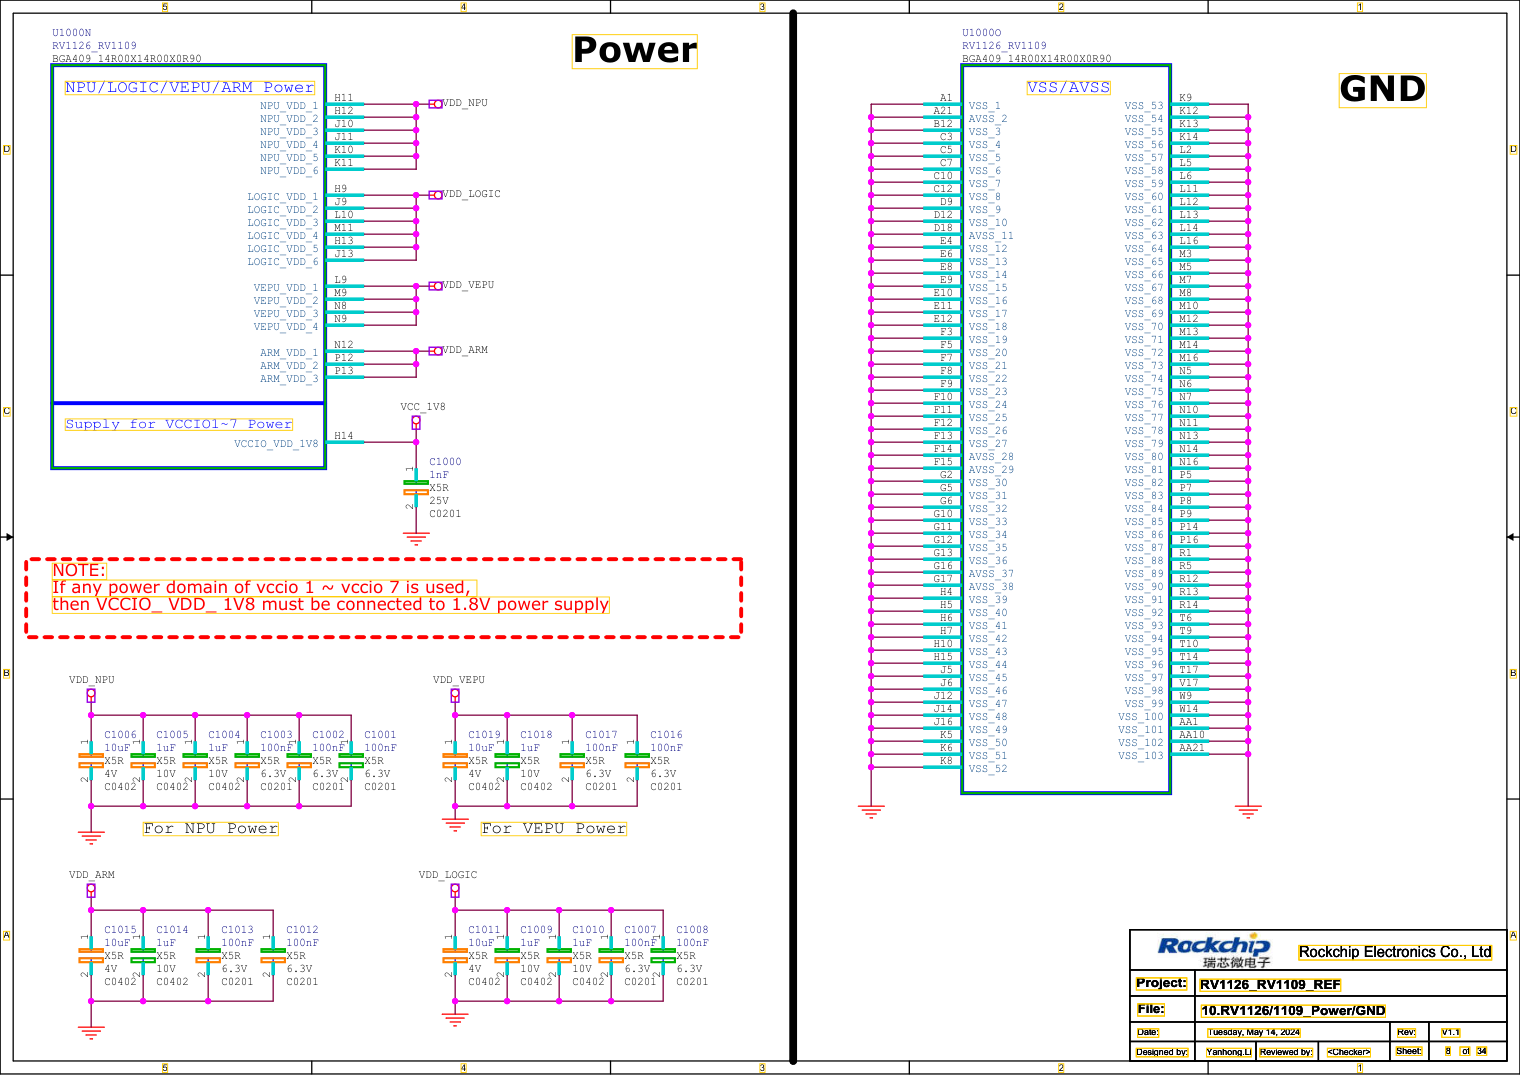 5 4 3 2 1
U1000N
RV1126_RV1109
BGA409_14R00X14R00X0R90
Power
NPU/LOGIC/VEPU/ARM Power
NPU_VDD_1 H11 VDD_NPU
NPU_VDD_2 H12
NPU_VDD_3 J10
NPU_VDD_4 J11
NPU_VDD_5 K10
NPU_VDD_6 K11
LOGIC_VDD_1 H9 VDD_LOGIC
LOGIC_VDD_2 J9
LOGIC_VDD_3 L10
LOGIC_VDD_4 M11
LOGIC_VDD_5 H13
LOGIC_VDD_6 J13
VEPU_VDD_1 L9 VDD_VEPU
VEPU_VDD_2 M9
VEPU_VDD_3 N8
VEPU_VDD_4 N9
ARM_VDD_1 N12 VDD_ARM
ARM_VDD_2 P12
ARM_VDD_3 P13
Supply for VCCIO1~7 Power
VCCIO_VDD_1V8 H14
VCC_1V8
1
2
C1000
1nF
X5R
25V
C0201
NOTE:
If any power domain of vccio 1 ~ vccio 7 is used,
then VCCIO_ VDD_ 1V8 must be connected to 1.8V power supply
VDD_NPU
C1006 C1005 C1004 C1003 C1002 C1001
10uF 1uF 1uF 100nF 100nF 100nF
X5R X5R X5R X5R X5R X5R
4V 10V 10V 6.3V 6.3V 6.3V
C0402 C0402 C0402 C0201 C0201 C0201
For NPU Power
VDD_VEPU
C1019 C1018 C1017 C1016
10uF 1uF 100nF 100nF
X5R X5R X5R X5R
4V 10V 6.3V 6.3V
C0402 C0402 C0201 C0201
For VEPU Power
VDD_ARM
C1015 C1014 C1013 C1012
10uF 1uF 100nF 100nF
X5R X5R X5R X5R
4V 10V 6.3V 6.3V
C0402 C0402 C0201 C0201
VDD_LOGIC
C1011 C1009 C1010 C1007 C1008
10uF 1uF 1uF 100nF 100nF
X5R X5R X5R X5R X5R
4V 10V 10V 6.3V 6.3V
C0402 C0402 C0402 C0201 C0201
U1000O
RV1126_RV1109
BGA409_14R00X14R00X0R90
GND
VSS/AVSS
A1 VSS_1 VSS_53 K9
A21 AVSS_2 VSS_54 K12
B12 VSS_3 VSS_55 K13
C3 VSS_4 VSS_56 K14
C5 VSS_5 VSS_57 L2
C7 VSS_6 VSS_58 L5
C10 VSS_7 VSS_59 L6
C12 VSS_8 VSS_60 L11
D9 VSS_9 VSS_61 L12
D12 VSS_10 VSS_62 L13
D18 AVSS_11 VSS_63 L14
E4 VSS_12 VSS_64 L16
E6 VSS_13 VSS_65 M3
E8 VSS_14 VSS_66 M5
E9 VSS_15 VSS_67 M7
E10 VSS_16 VSS_68 M8
E11 VSS_17 VSS_69 M10
E12 VSS_18 VSS_70 M12
F3 VSS_19 VSS_71 M13
F5 VSS_20 VSS_72 M14
F7 VSS_21 VSS_73 M16
F8 VSS_22 VSS_74 N5
F9 VSS_23 VSS_75 N6
F10 VSS_24 VSS_76 N7
F11 VSS_25 VSS_77 N10
F12 VSS_26 VSS_78 N11
F13 VSS_27 VSS_79 N13
F14 AVSS_28 VSS_80 N14
F15 AVSS_29 VSS_81 N16
G2 VSS_30 VSS_82 P5
G5 VSS_31 VSS_83 P7
G6 VSS_32 VSS_84 P8
G10 VSS_33 VSS_85 P9
G11 VSS_34 VSS_86 P14
G12 VSS_35 VSS_87 P16
G13 VSS_36 VSS_88 R1
G16 AVSS_37 VSS_89 R5
G17 AVSS_38 VSS_90 R12
H4 VSS_39 VSS_91 R13
H5 VSS_40 VSS_92 R14
H6 VSS_41 VSS_93 T6
H7 VSS_42 VSS_94 T9
H10 VSS_43 VSS_95 T10
H15 VSS_44 VSS_96 T14
J5 VSS_45 VSS_97 T17
J6 VSS_46 VSS_98 V17
J12 VSS_47 VSS_99 W9
J14 VSS_48 VSS_100 W14
J16 VSS_49 VSS_101 AA1
K5 VSS_50 VSS_102 AA10
K6 VSS_51 VSS_103 AA21
K8 VSS_52
D D
C C
B B
A A
Rockchip
瑞芯微电子
Rockchip Electronics Co., Ltd
Project: RV1126_RV1109_REF
File: 10.RV1126/1109_Power/GND
Date: Tuesday, May 14, 2024 Rev: V1.1
Designed by: Yanhong.Li Reviewed by: <Checker> Sheet: 8 of 34
5 4 3 2 1